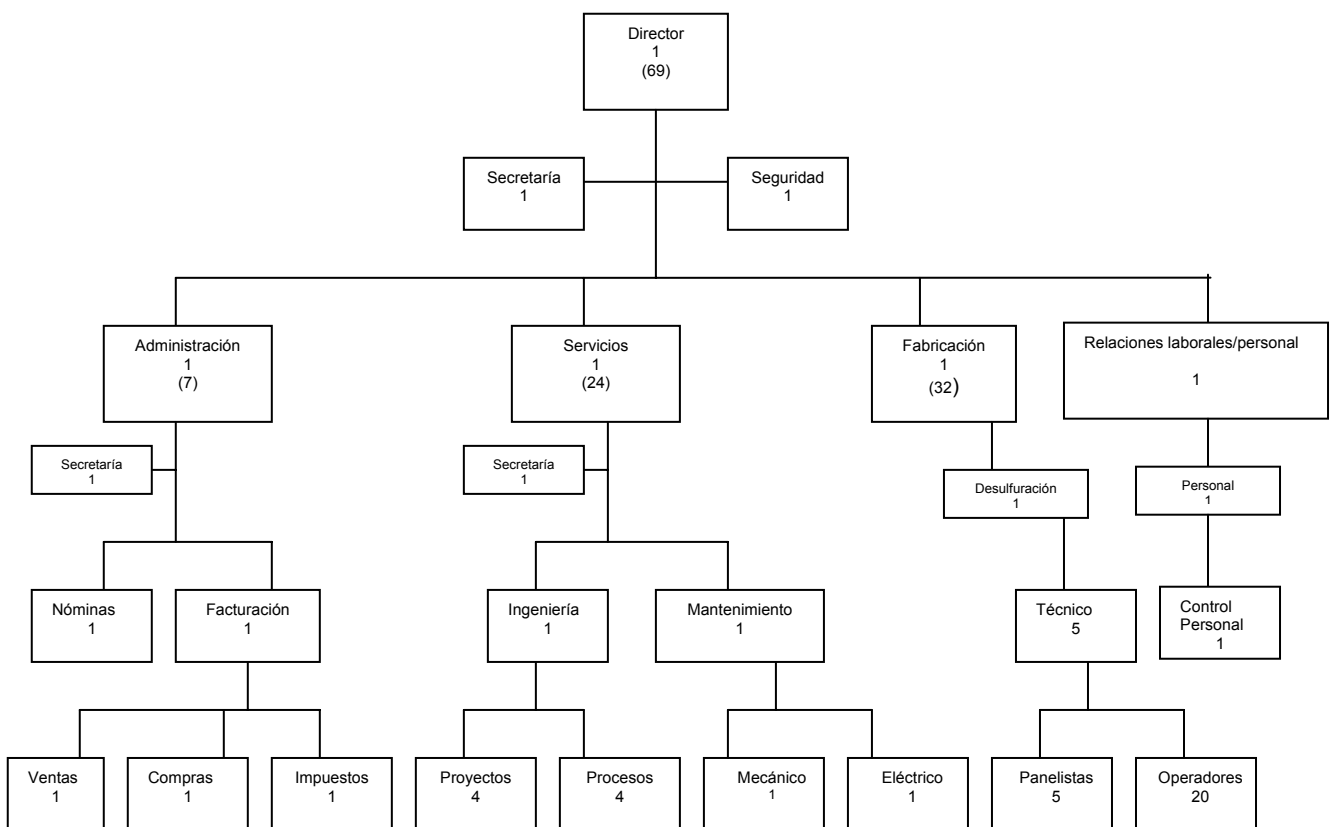 Director
1
(69)
Secretaría
1
Seguridad
1
Administración
1
(7)
Servicios
1
(24)
Fabricación
1
(32)
Relaciones laborales/personal
1
Secretaría
1
Secretaría
1
Desulfuración
1
Personal
1
Nóminas
1
Facturación
1
Ingeniería
1
Mantenimiento
1
Técnico
5
Control
Personal
1
Ventas
1
Compras
1
Impuestos
1
Proyectos
4
Procesos
4
Mecánico
1
Eléctrico
1
Panelistas
5
Operadores
20